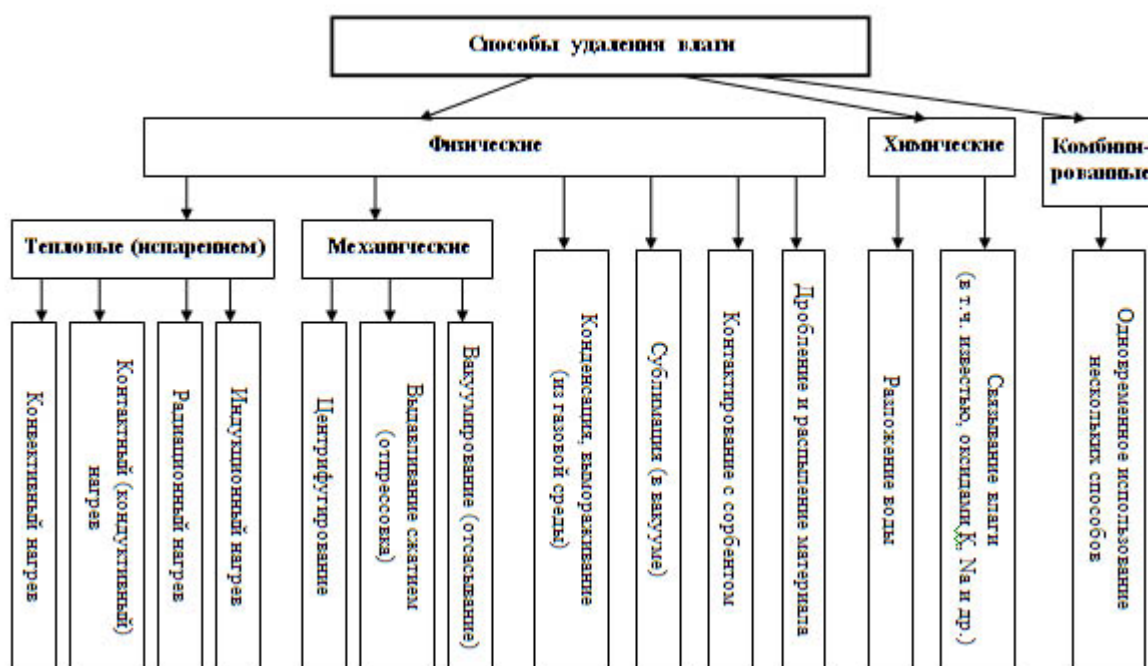 Способы удаления влаги
Физические
Химические
Комбини-
рованные
Тепловые (испарением)
Механические
Конвективный нагрев
Контактный (кондуктивный)
нагрев
Радиационный нагрев
Индукционный нагрев
Центрифугирование
Выдавливание сжатием
(отпрессовка)
Вакуумирование (отсасывание)
Конденсация, вымораживание
(из газовой среды)
Сублимация (в вакууме)
Контактирование с сорбентом
Дробление и распыление материала
Разложение воды
Связывание влаги
(в т.ч. известью, оксидами K, Na и др.)
Одновременное использование
нескольких способов